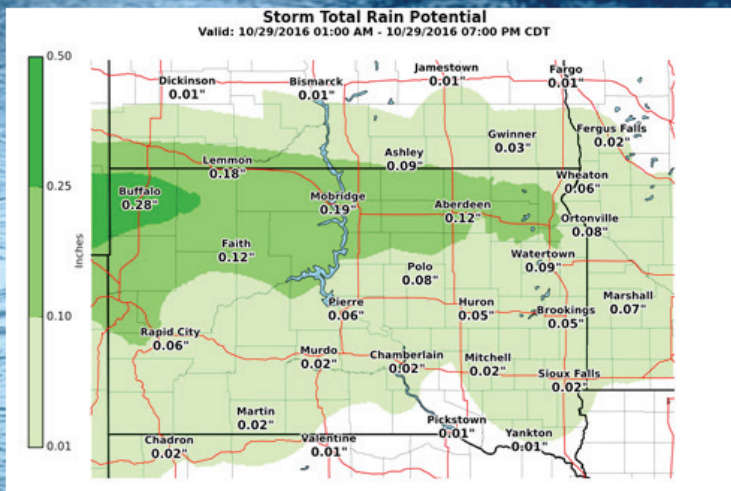 Storm Total Rain Potential
Valid: 10/29/2016 01:00 AM - 10/29/2016 07:00 PM CDT
0.50
0.25
0.10
0.01
Inches
Dickinson
0.01"
Bismarck
0.01"
Jamestown
0.01"
Fargo
0.01
Gwinner
0.03"
Fergus Falls
0.02"
Lemmon
0.18"
Ashley
0.09"
Wheaton
0.06"
Buffalo
0.28"
Mobridge
0.19"
Aberdeen
0.12"
Ortonville
0.08"
Faith
0.12"
Polo
0.08"
Watertown
0.09"
Pierre
0.06"
Huron
0.05"
Brookings
0.05"
Marshall
0.07"
Rapid City
0.06"
Murdo
0.02"
Chamberlain
0.02"
Mitchell
0.02"
Sioux Falls
0.02"
Martin
0.02"
Pickstown
0.01"
Chadron
0.02"
Valentine
0.01"
Yankton
0.01"